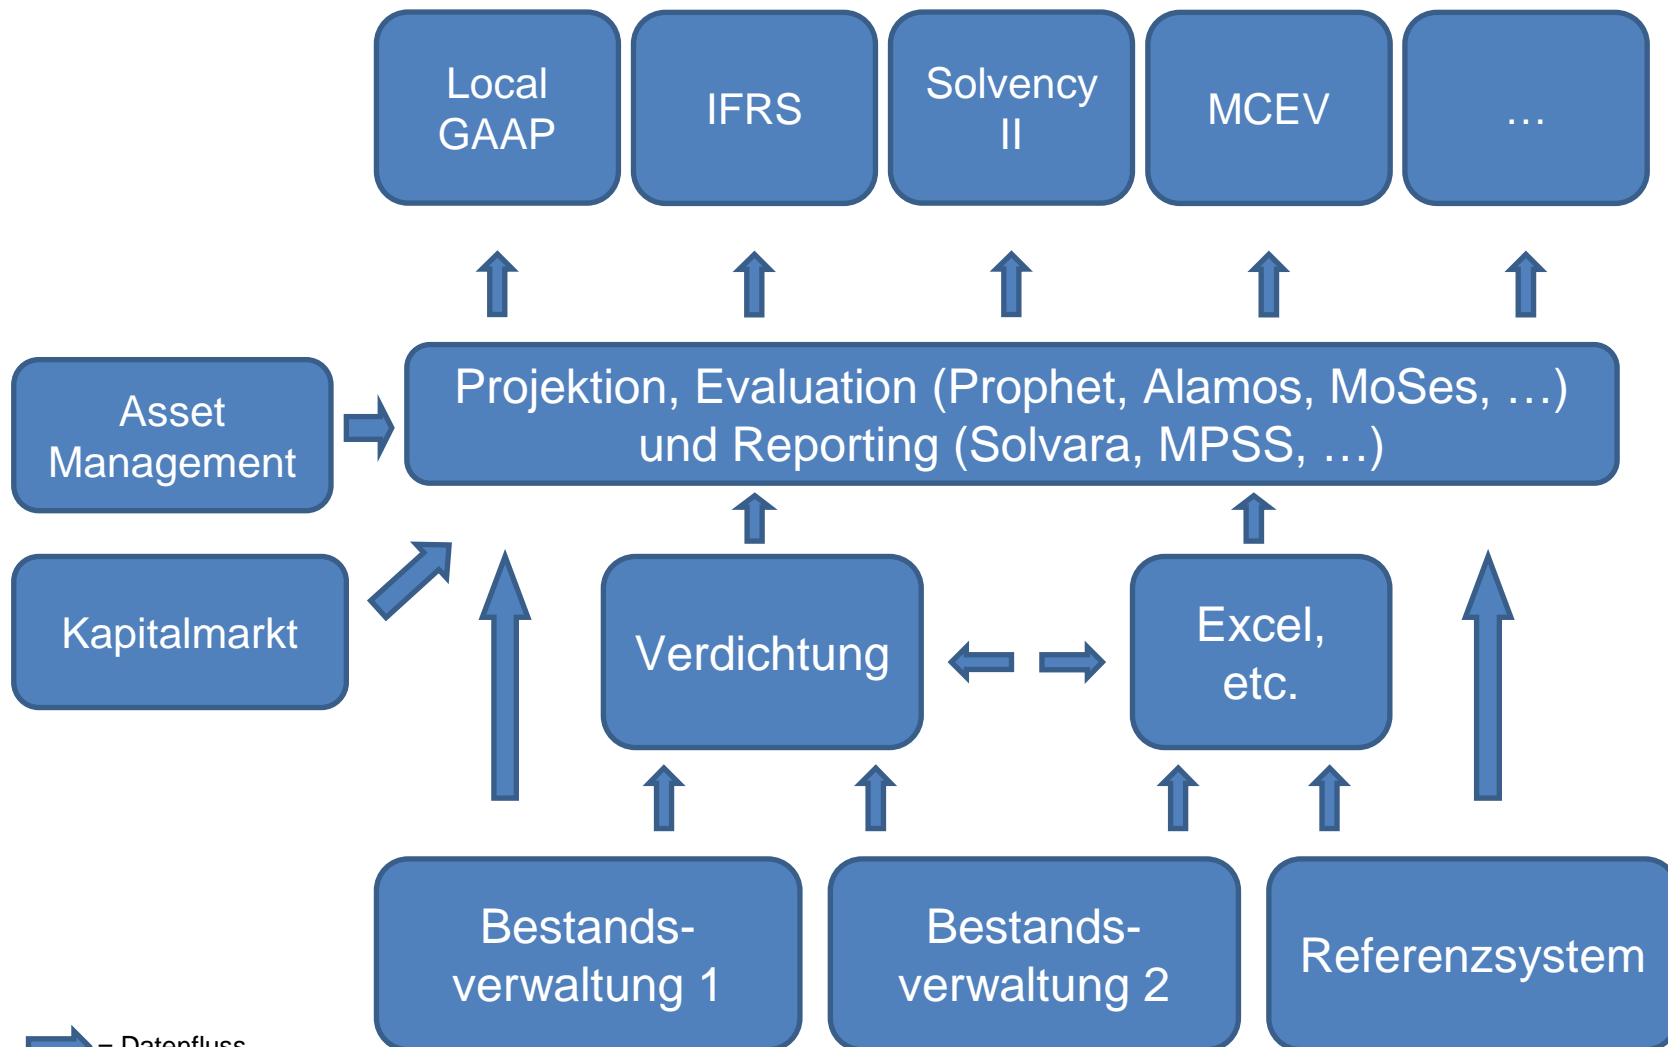 Local
GAAP
IFRS
Solvency
II
MCEV
…
Asset
Management
Projektion, Evaluation (Prophet, Alamos, MoSes, …)
und Reporting (Solvara, MPSS, …)
Kapitalmarkt
Verdichtung
Excel,
etc.
Bestands-
verwaltung 1
Bestands-
verwaltung 2
Referenzsystem
= Datenfluss